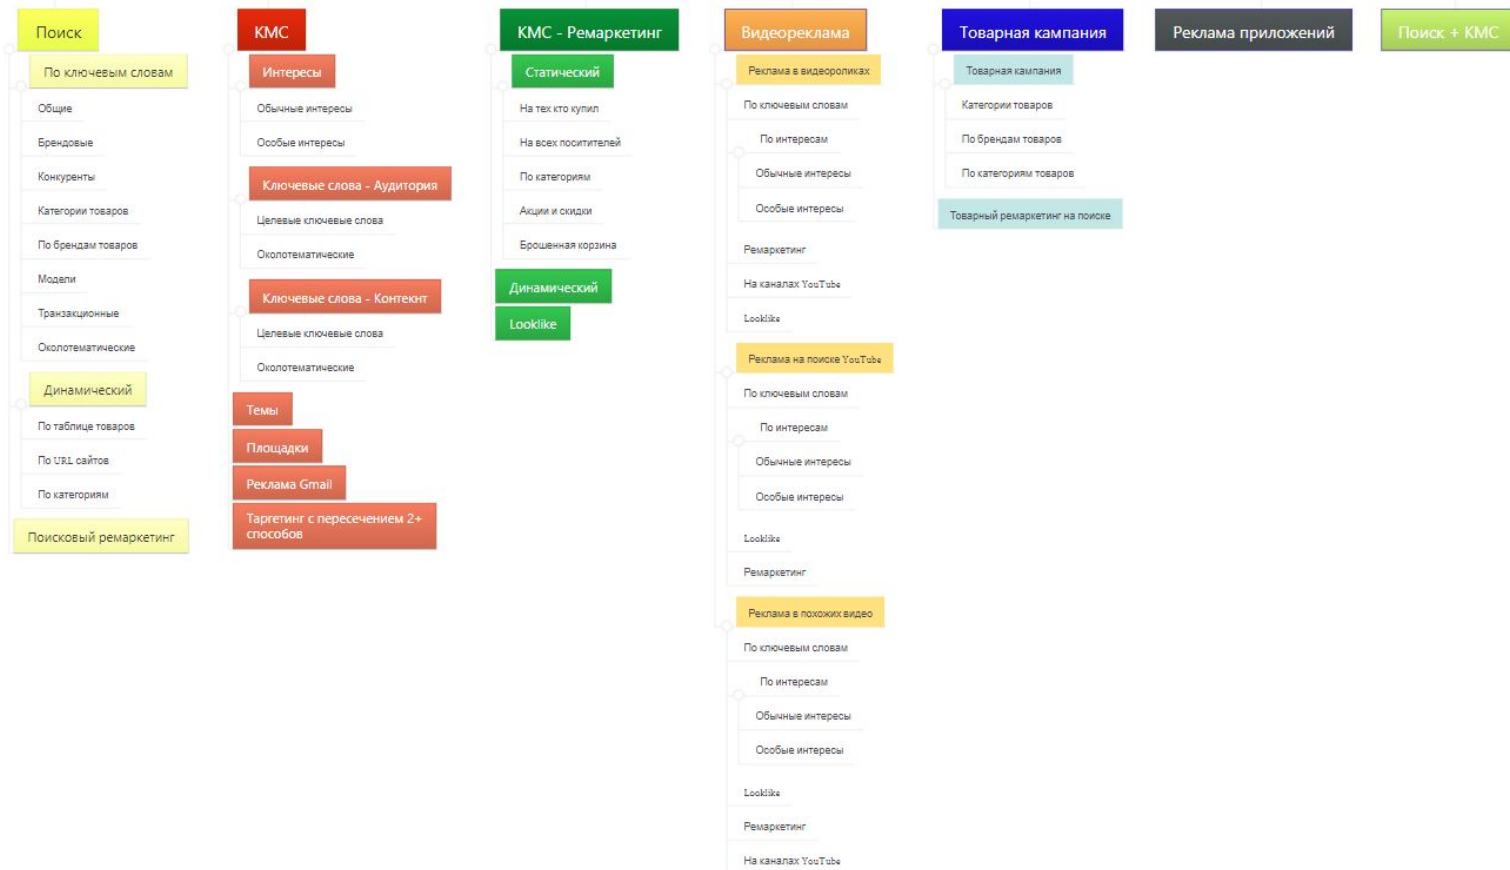 Поиск
По ключевым словам
Общие
Брендовые
Конкуренты
Категории товаров
По брендам товаров
Модели
Транзакционные
Околотематические
Динамический
По таблице товаров
По URL сайтов
По категориям
Поисковый ремаркетинг
КМС
Интересы
Обычные интересы
Особые интересы
Ключевые слова - Аудитория
Целевые ключевые слова
Околотематические
Ключевые слова - Контекнт
Целевые ключевые слова
Околотематические
Темы
Площадки
Реклама Gmail
Таргетинг с пересечением 2+
способов
КМС - Ремаркетинг
Статический
На тех кто купил
На всех поситителей
По категориям
Акции и скидки
Брошенная корзина
Динамический
Looklike
Видеореклама
Реклама в видеороликах
По ключевым словам
По интересам
Обычные интересы
Особые интересы
Ремаркетинг
На каналах YouTube
Looklike
Реклама на поиске YouTube
По ключевым словам
По интересам
Обычные интересы
Особые интересы
Looklike
Ремаркетинг
Реклама в похожих видео
По ключевым словам
По интересам
Обычные интересы
Особые интересы
Looklike
Ремаркетинг
На каналах YouTube
Товарная кампания
Товарная кампания
Категории товаров
По брендам товаров
По категориям товаров
Товарный ремаркетинг на поиске
Реклама приложений
Поиск + КМС